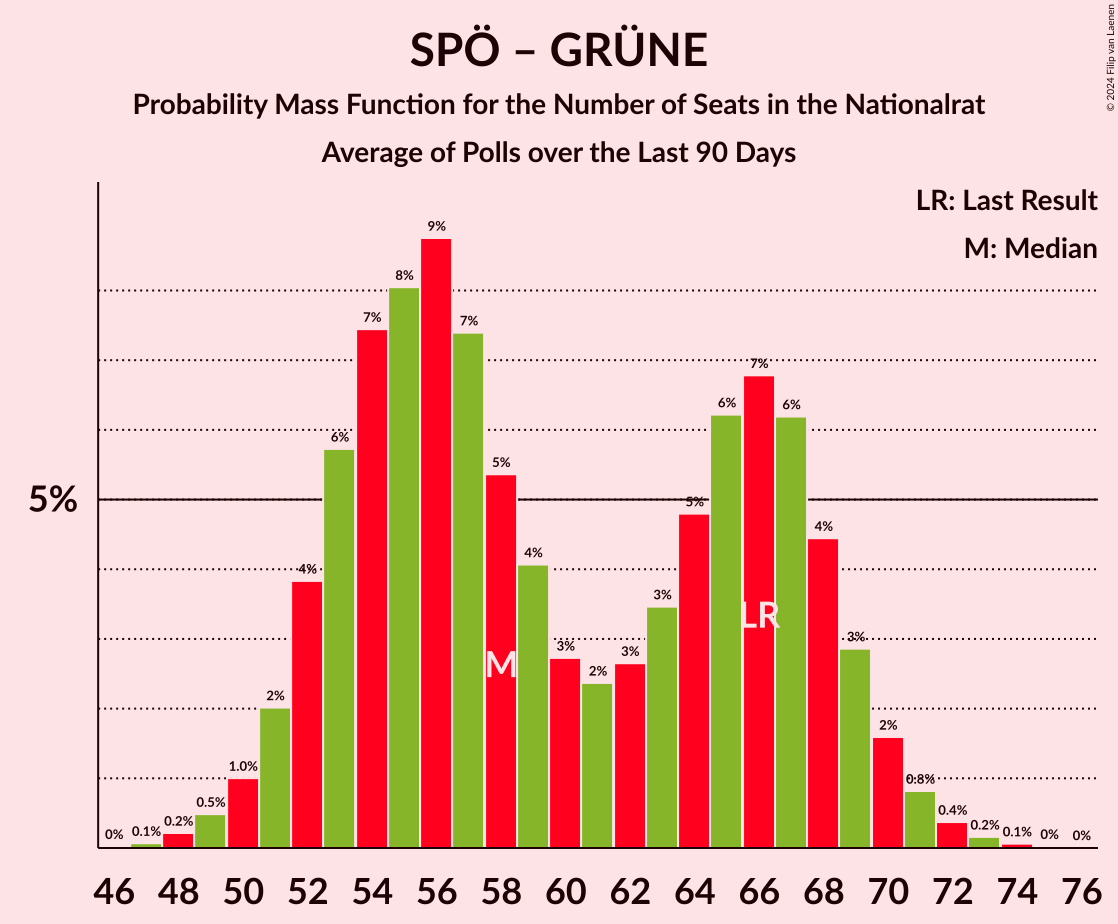 SPÖ – GRÜNE
Probability Mass Function for the Number of Seats in the Nationalrat
Average of Polls over the Last 90 Days
© 2024 Filip van Laenen
LR: Last Result
M: Median
5%
0% 0.1% 0.2% 0.5% 1.0% 2% 4% 6% 7% 8% 9% 7% 5% 4% 3% 2% 3% 3% 5% 6% 7% 6% 4% 3% 2% 0.8% 0.4% 0.2% 0.1% 0% 0%
M LR
46 48 50 52 54 56 58 60 62 64 66 68 70 72 74 76